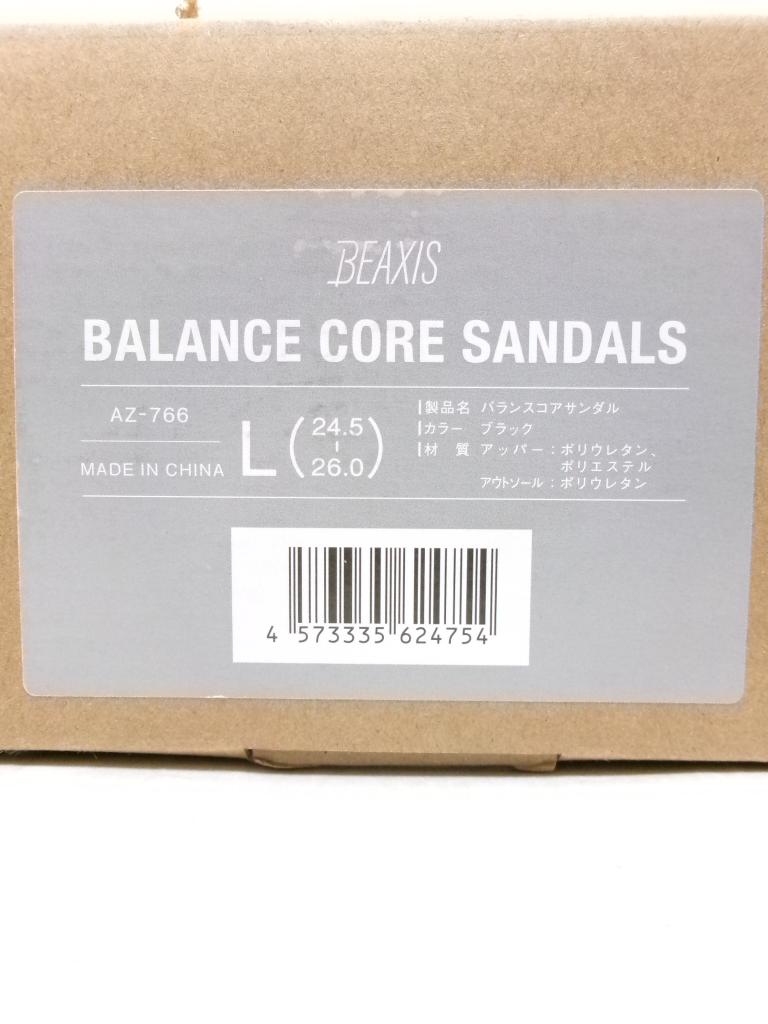 BEAXIS
BALANCE CORE SANDALS
AZ-766
MADE IN CHINA
L (24.5-26.0)
製品名 バランスコアサンダル
カラー ブラック
材 質 アッパー：ポリウレタン、
ポリエステル
アウトソール：ポリウレタン
4 573335 624754